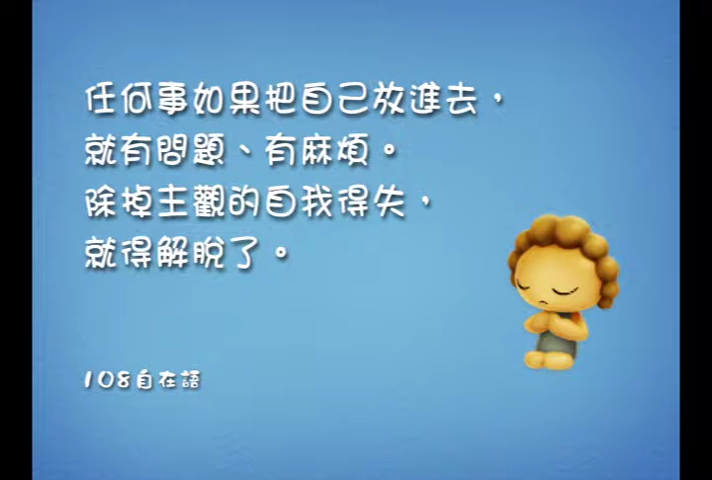 任何事如果把自己放進去，
就有問題、有麻煩。
除掉主觀的自我得失，
就得解脫了。
108自在語